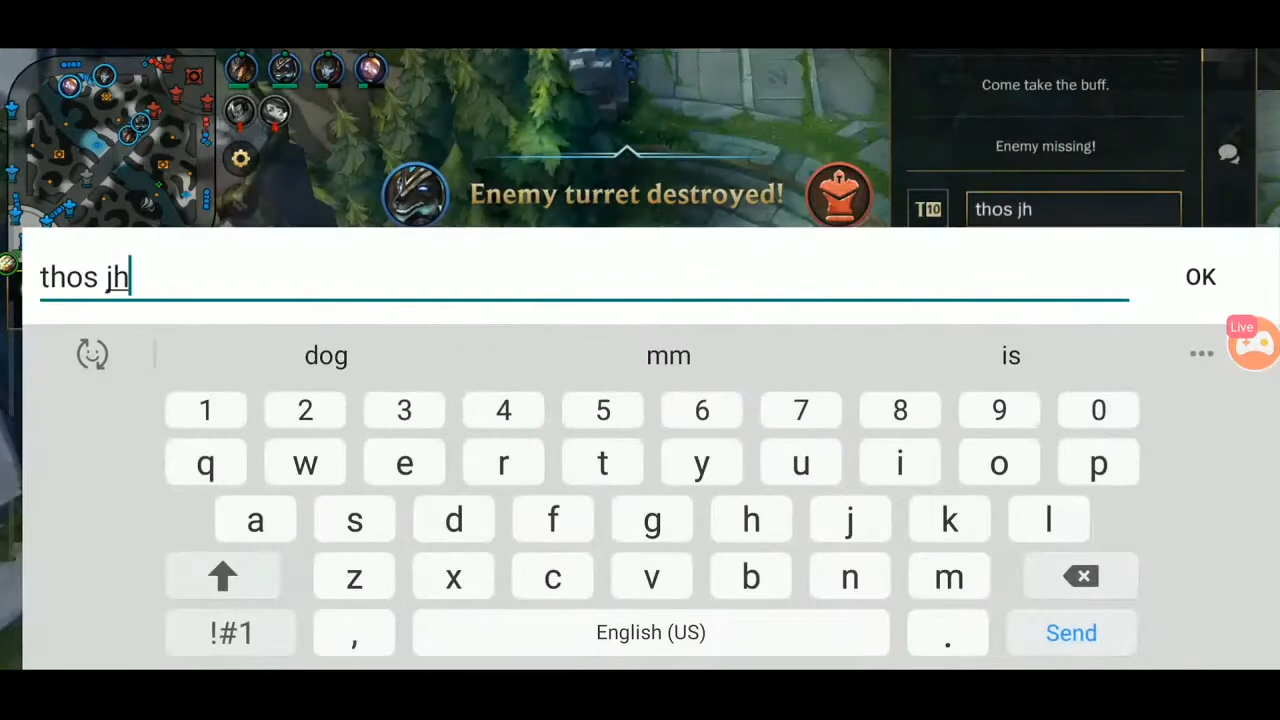 Come take the buff.
Enemy missing!
Enemy turret destroyed!
T10
thos jh
thos jh
OK
Live
dog mm is
1 2 3 4 5 6 7 8 9 0
q w e r t y u i o p
a s d f g h j k l
z x c v b n m
!#1 , English (US) . Send